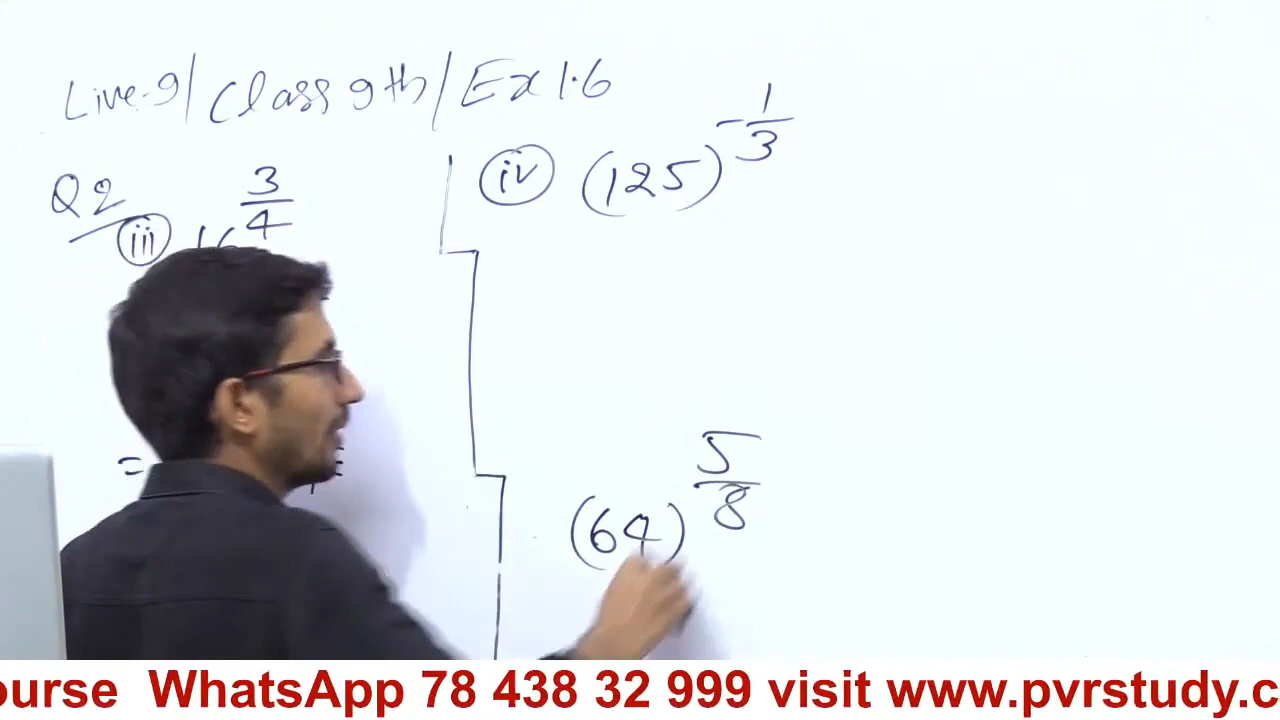 Live-9/Class 9th/Ex 1.6
Q2
iii 16^(3/4)
=
iv (125)^(-1/3)
(64)^(5/8)
ourse WhatsApp 78 438 32 999 visit www.pvrstudy.c